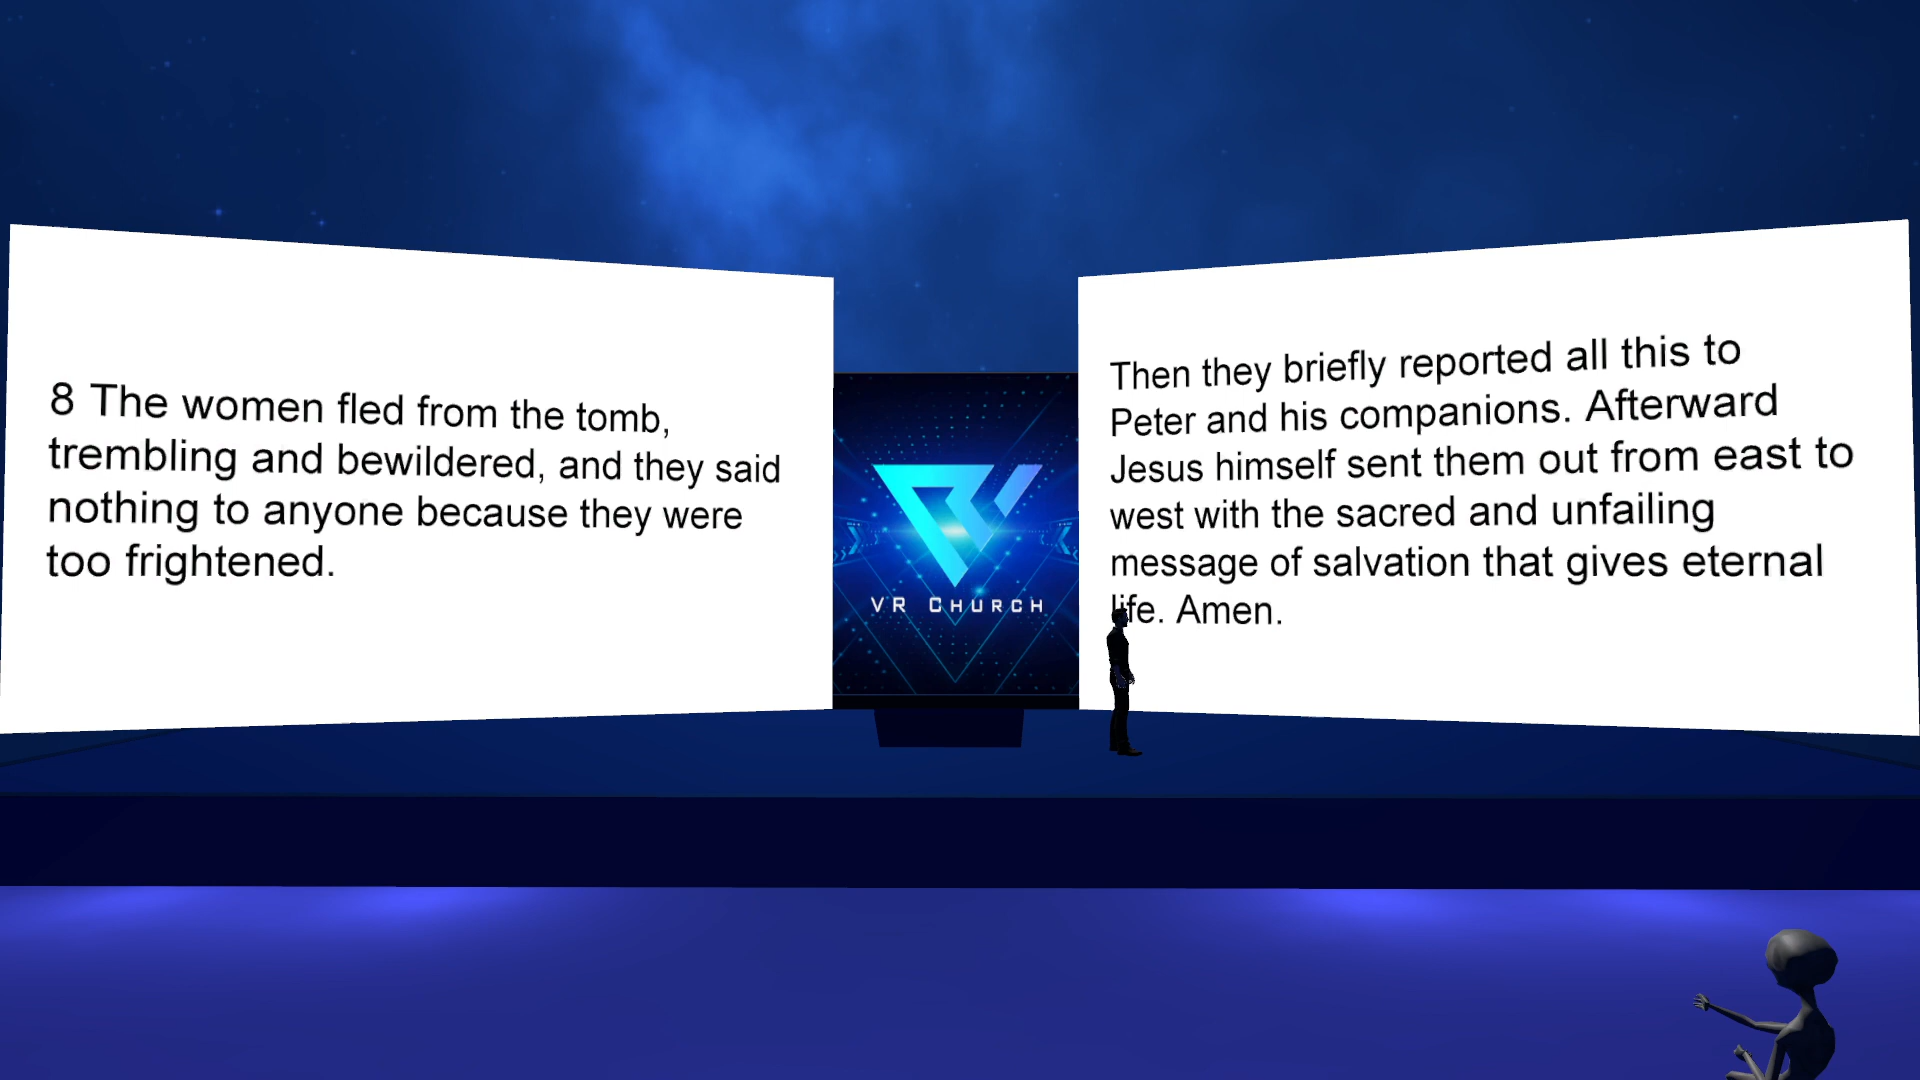 8 The women fled from the tomb,
trembling and bewildered, and they said
nothing to anyone because they were
too frightened.
VR CHURCH
Then they briefly reported all this to
Peter and his companions. Afterward
Jesus himself sent them out from east to
west with the sacred and unfailing
message of salvation that gives eternal
life. Amen.